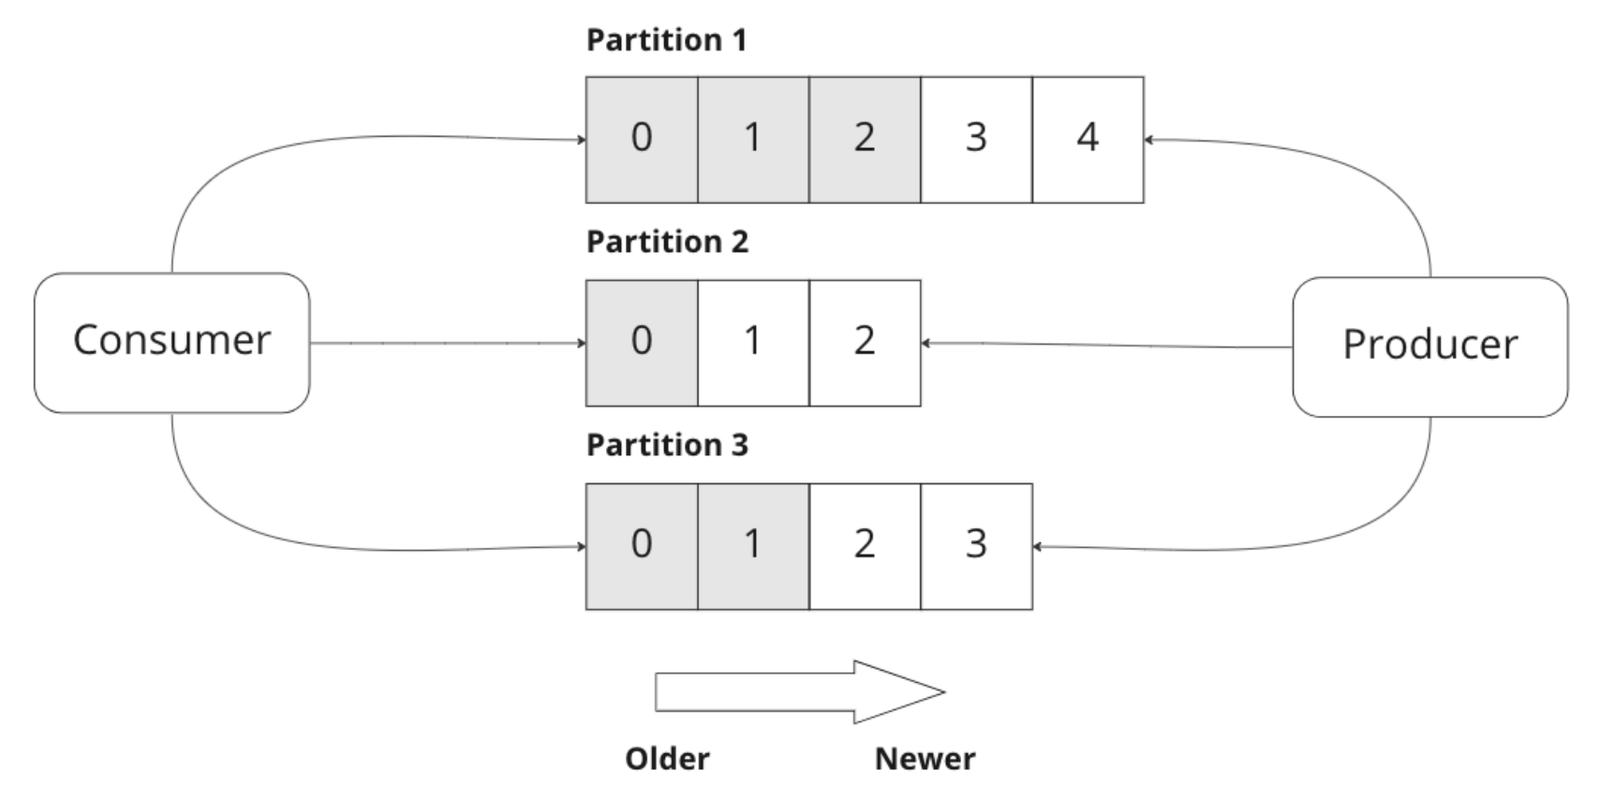 Partition 1
0 1 2 3 4
Partition 2
Consumer
0 1 2
Producer
Partition 3
0 1 2 3
Older
Newer